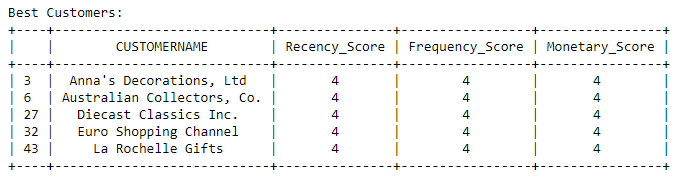 Best Customers:
+----+---------------------------+----------------+-----------------+----------------+
|    |       CUSTOMERNAME        | Recency_Score | Frequency_Score | Monetary_Score |
+----+---------------------------+----------------+-----------------+----------------+
| 3  |  Anna's Decorations, Ltd  |       4       |        4        |       4        |
| 6  | Australian Collectors, Co. |       4       |        4        |       4        |
| 27 |   Diecast Classics Inc.   |       4       |        4        |       4        |
| 32 |   Euro Shopping Channel   |       4       |        4        |       4        |
| 43 |     La Rochelle Gifts     |       4       |        4        |       4        |
+----+---------------------------+----------------+-----------------+----------------+